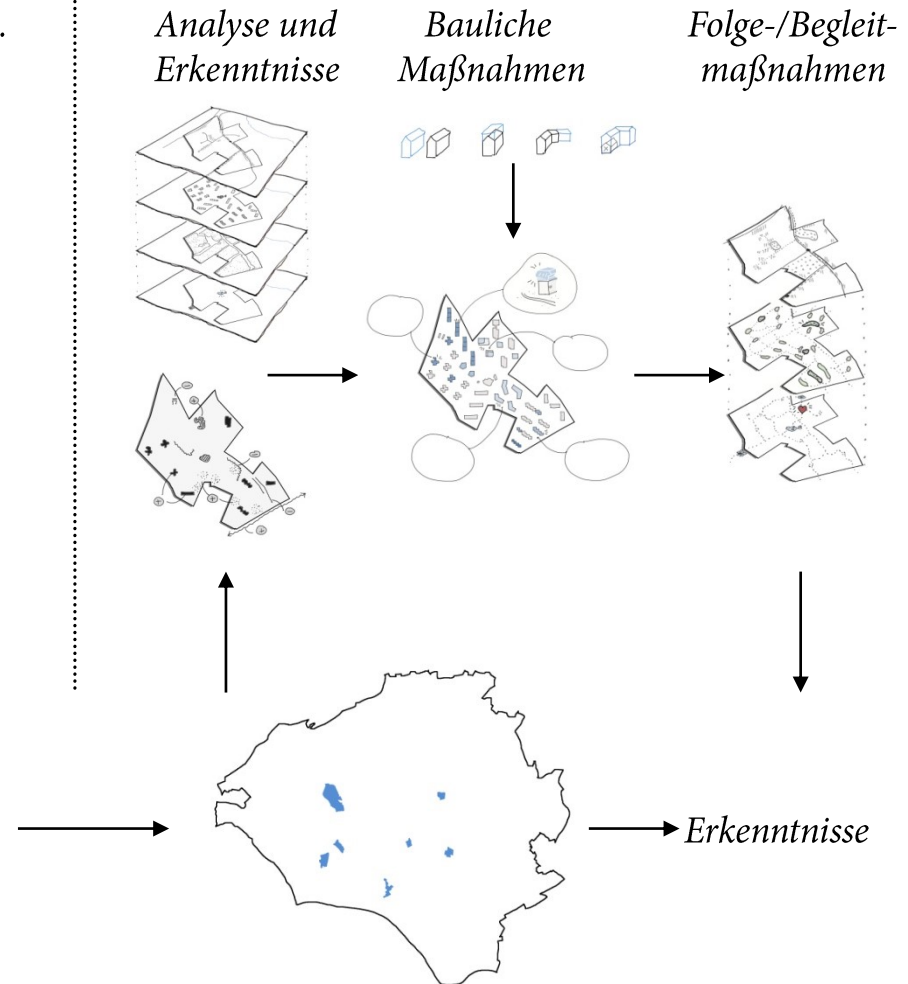 .
Analyse und
Erkenntnisse
Bauliche
Maßnahmen
Folge-/Begleit-
maßnahmen
Erkenntnisse